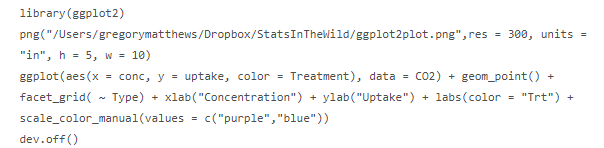 library(ggplot2)
png("/Users/gregorymatthews/Dropbox/StatsInTheWild/ggplot2plot.png",res = 300, units =
"in", h = 5, w = 10)
ggplot(aes(x = conc, y = uptake, color = Treatment), data = CO2) + geom_point() +
facet_grid( ~ Type) + xlab("Concentration") + ylab("Uptake") + labs(color = "Trt") +
scale_color_manual(values = c("purple","blue"))
dev.off()